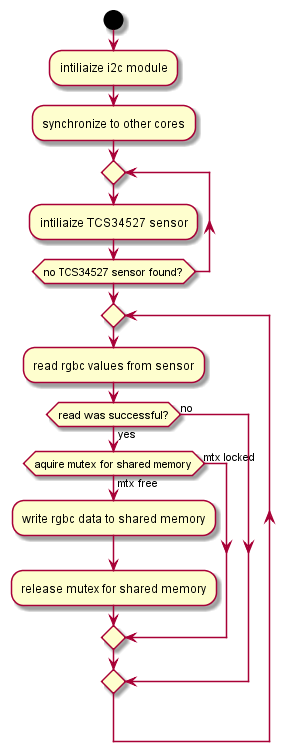 intiliaize i2c module
synchronize to other cores
intiliaize TCS34527 sensor
no TCS34527 sensor found?
read rgbc values from sensor
read was successful?
no
yes
aquire mutex for shared memory
mtx locked
mtx free
write rgbc data to shared memory
release mutex for shared memory